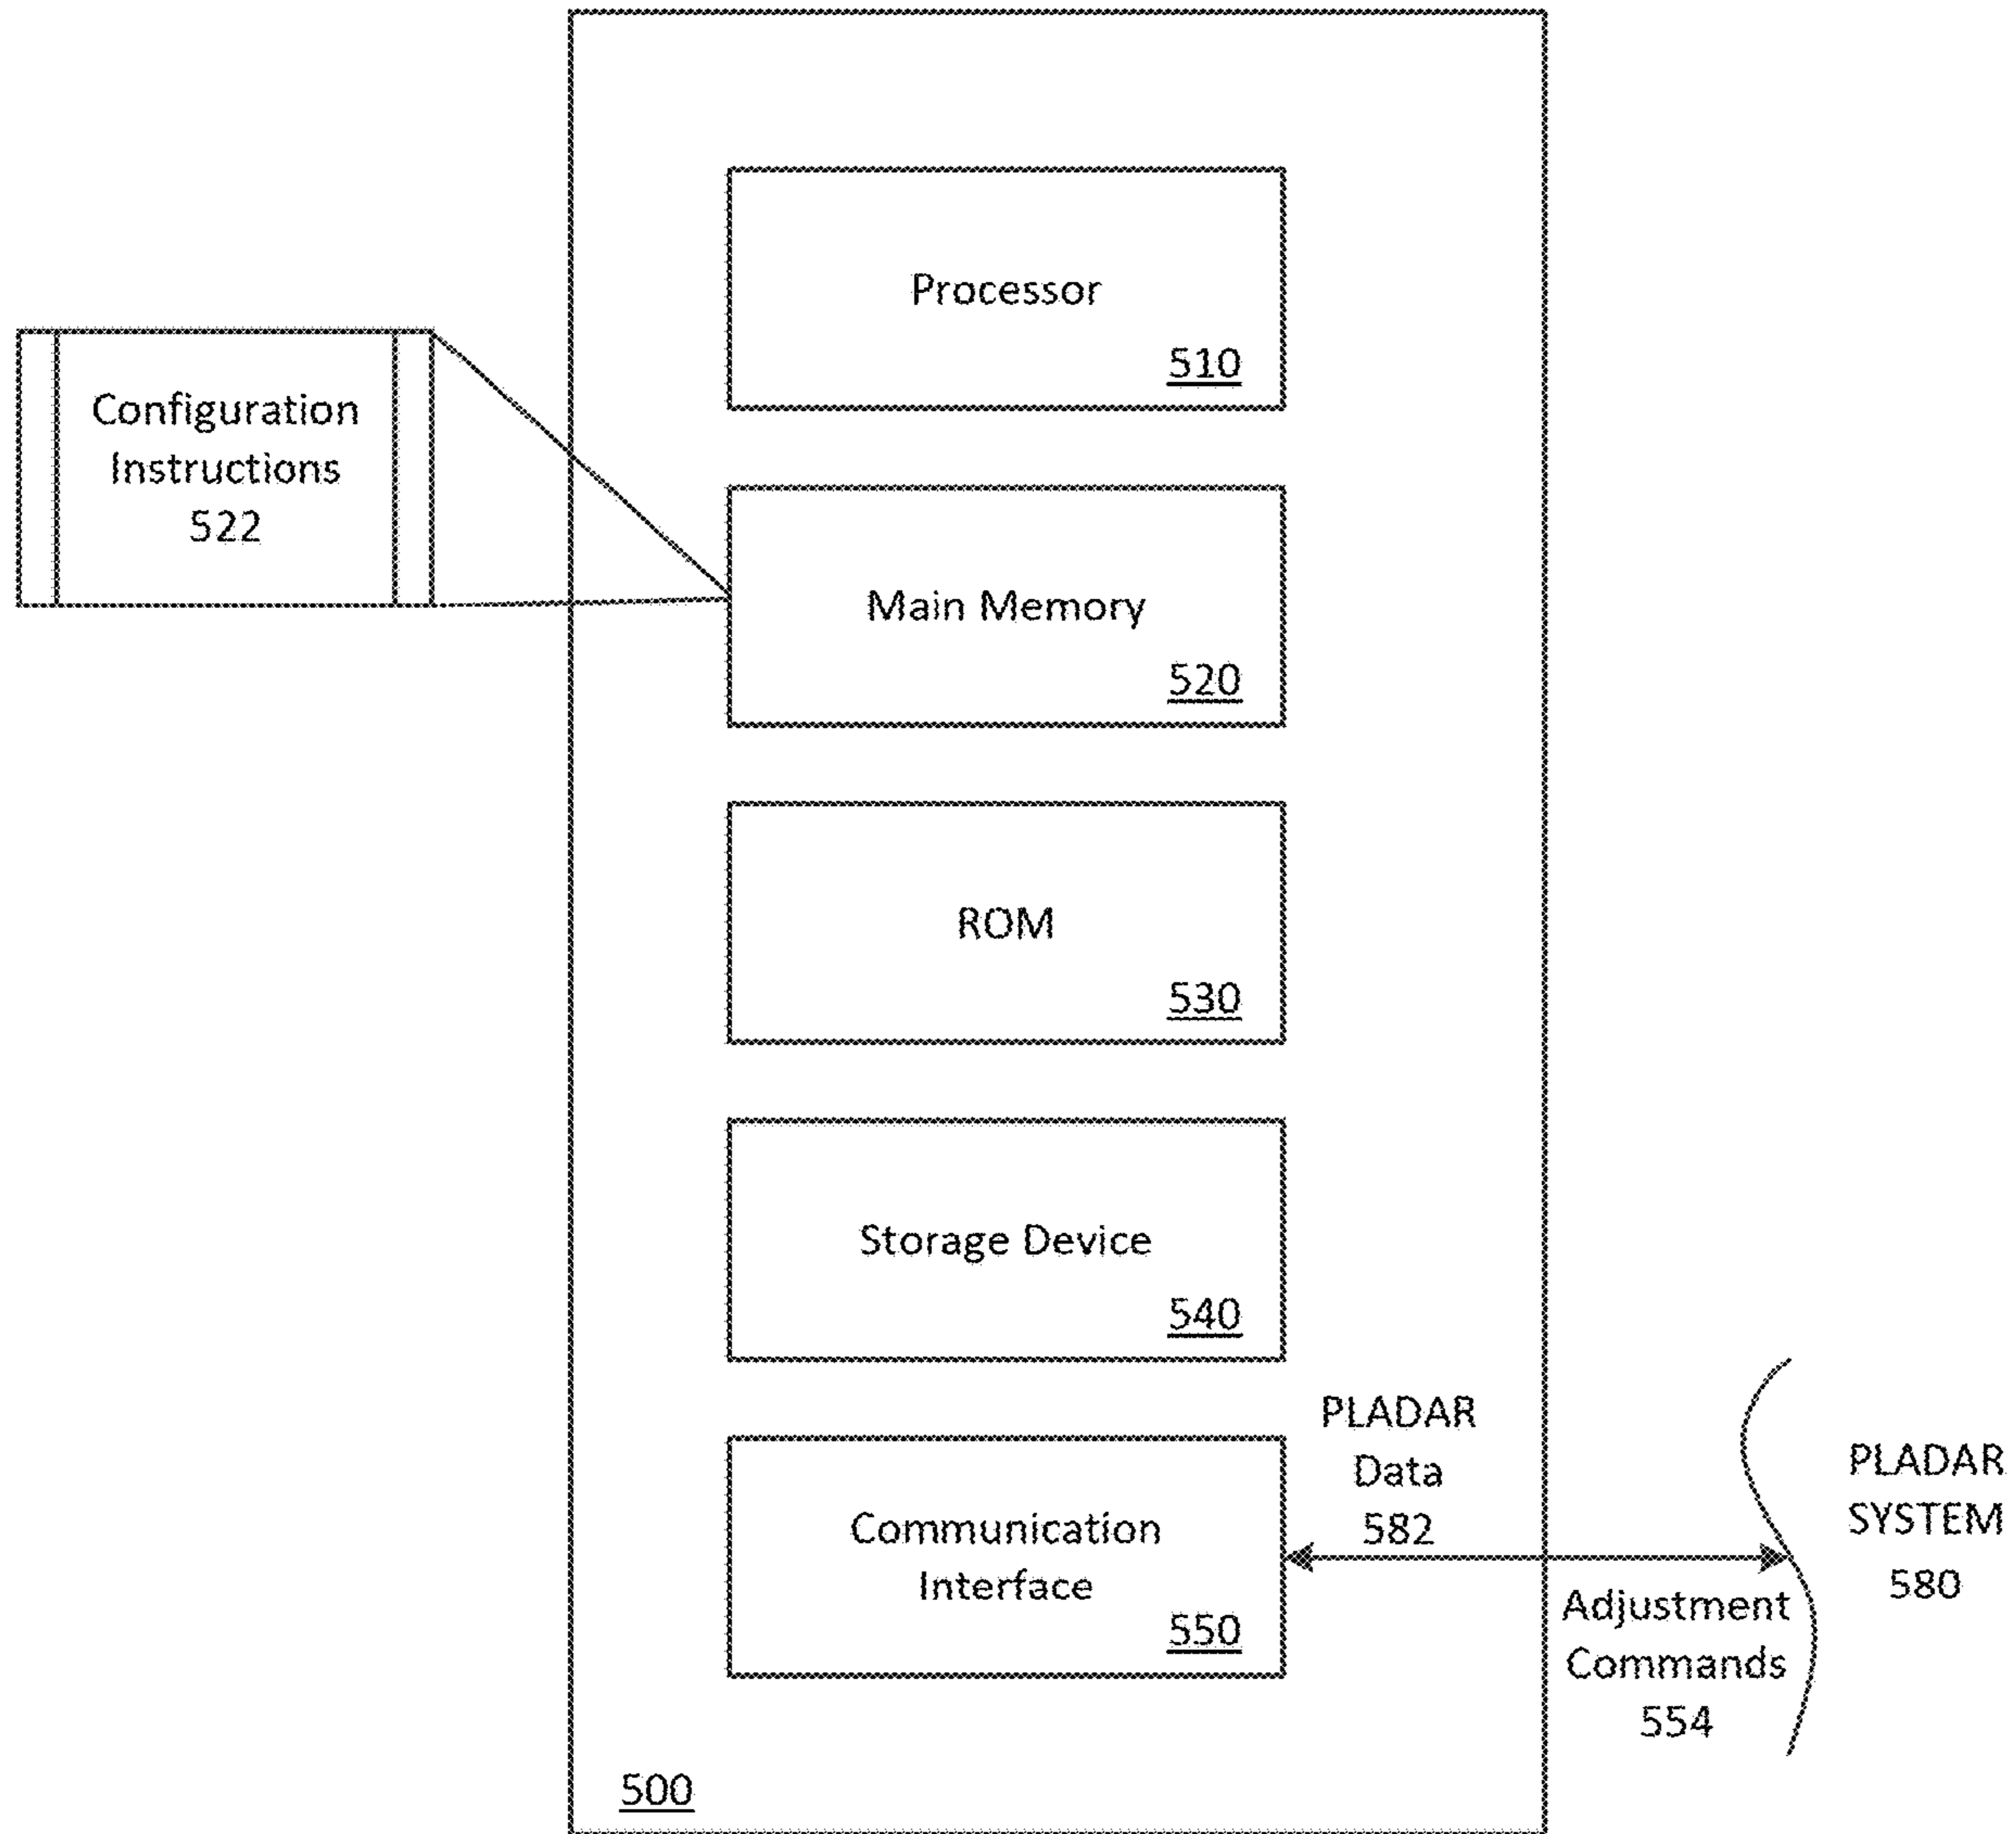 Processor
510
Configuration
Instructions
522
Main Memory
520
ROM
530
Storage Device
540
PLADAR
Data
582
Communication
Interface
550
PLADAR
SYSTEM
580
Adjustment
Commands
554
500